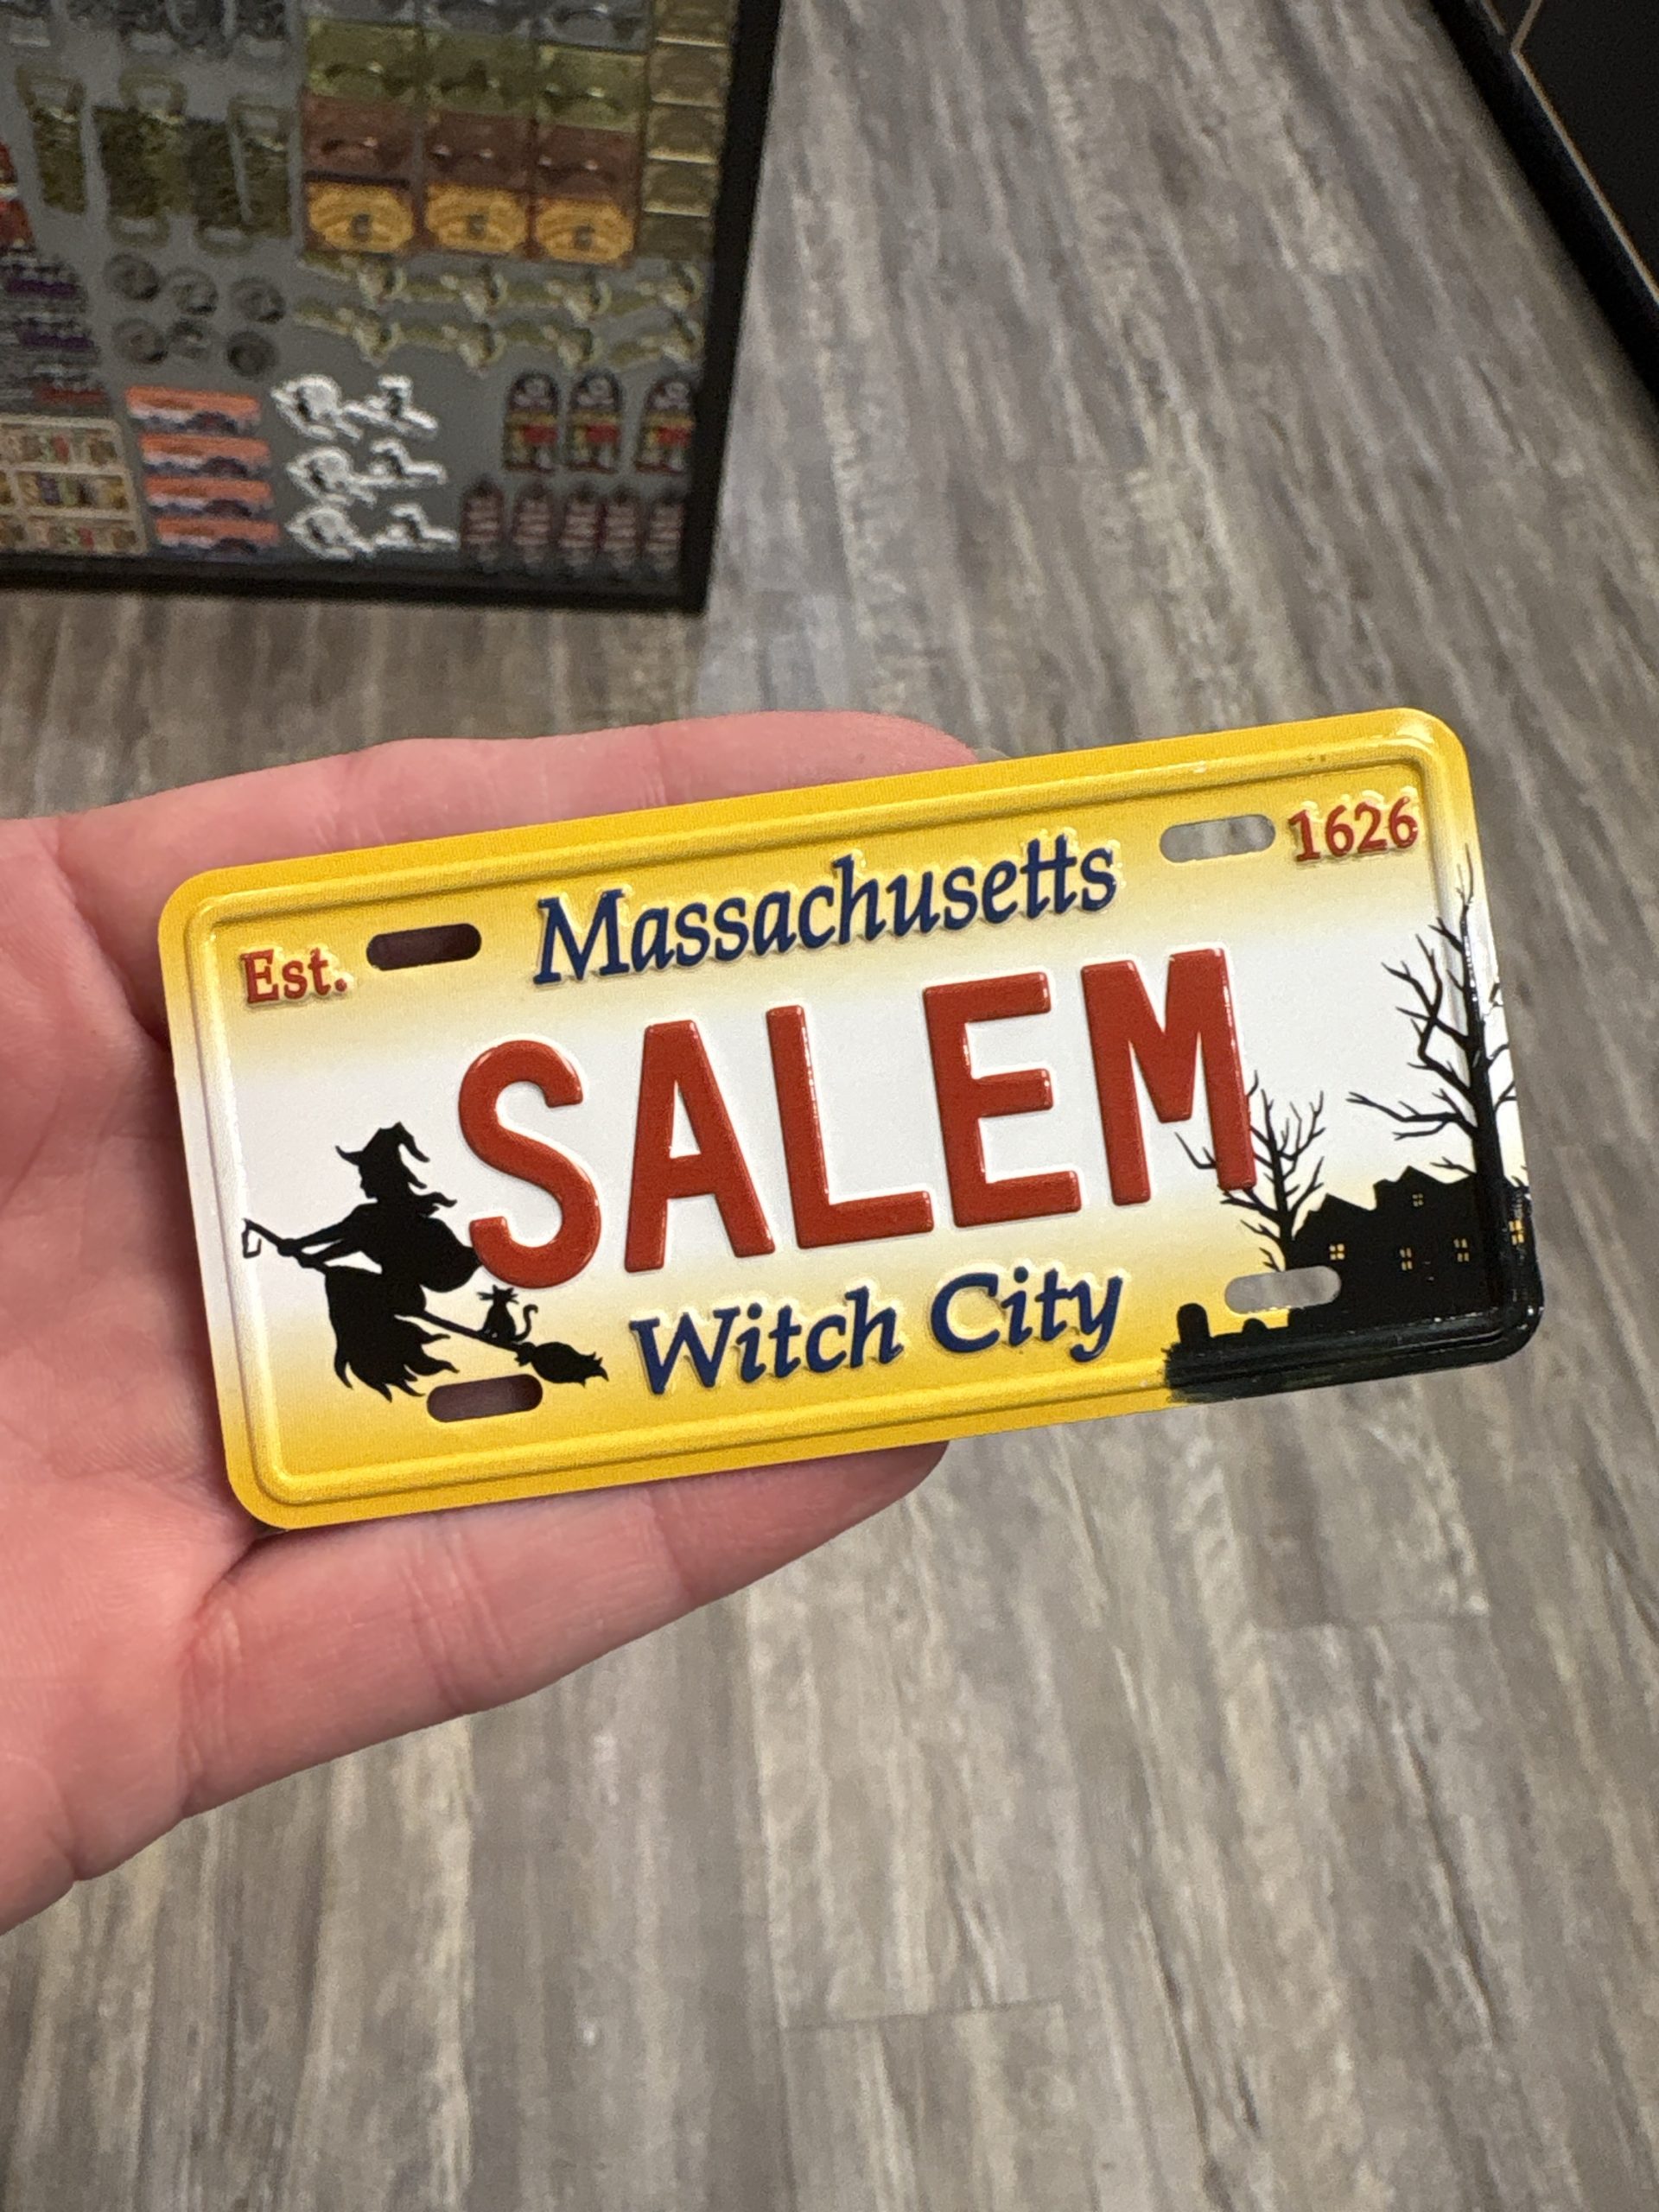 Massachusetts
Est. 1626
SALEM
Witch City